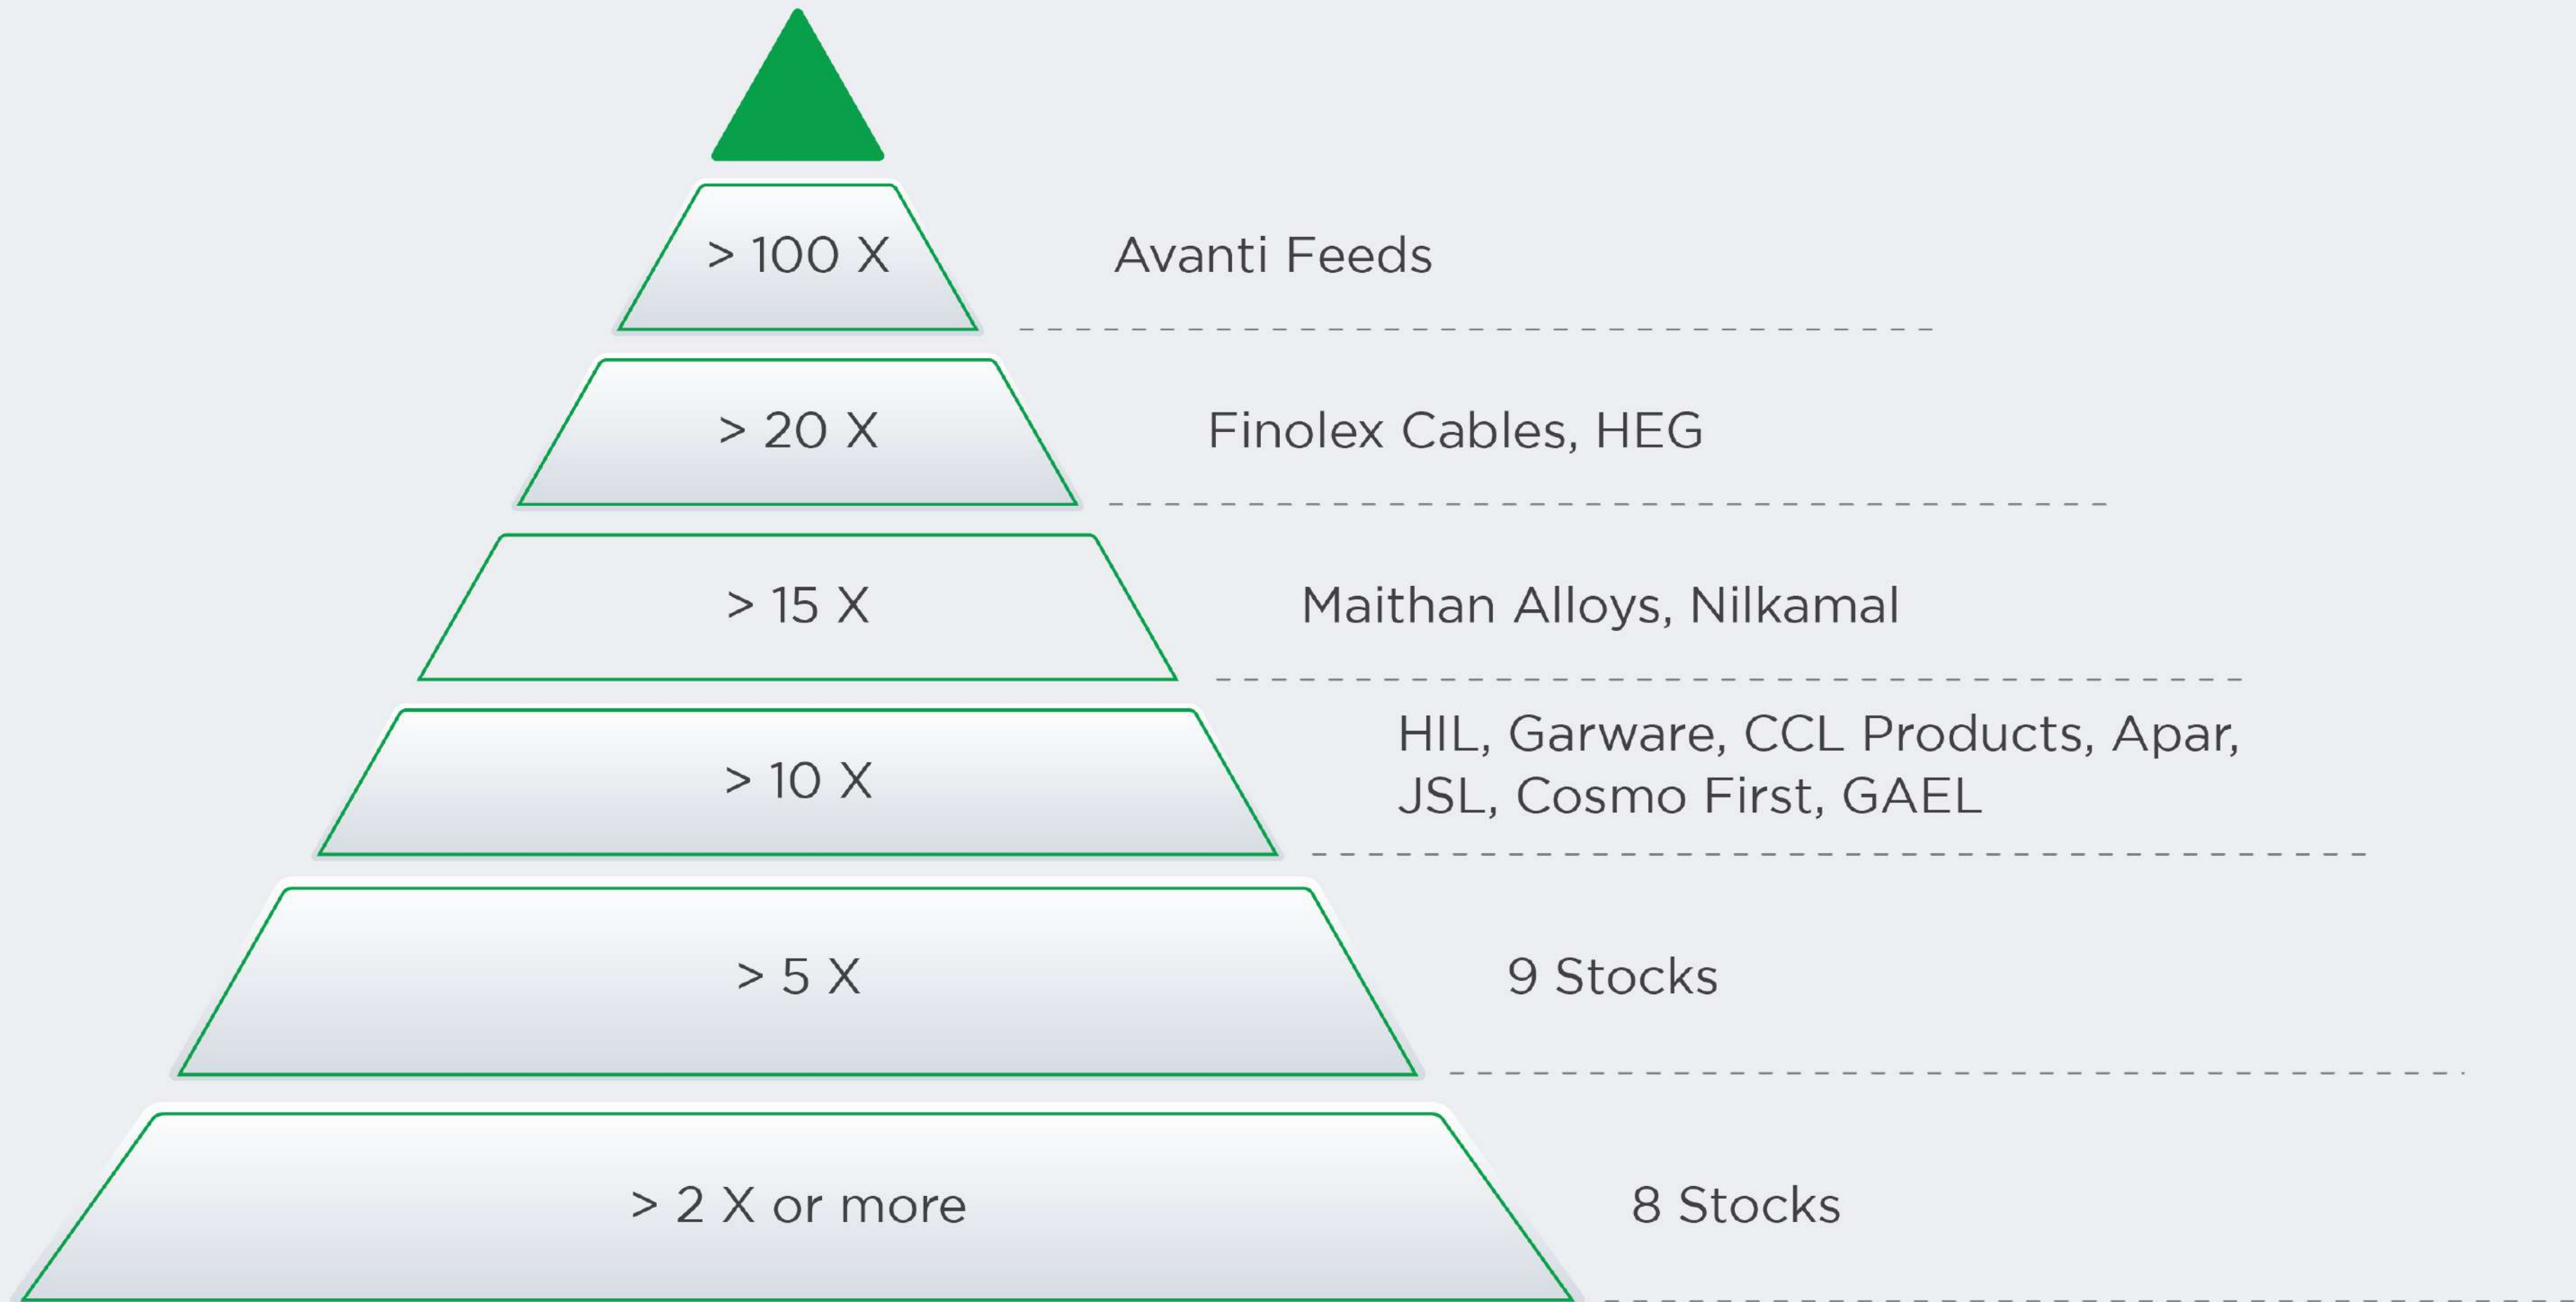 > 100 X
Avanti Feeds
> 20 X
Finolex Cables, HEG
> 15 X
Maithan Alloys, Nilkamal
> 10 X
HIL, Garware, CCL Products, Apar,
JSL, Cosmo First, GAEL
> 5 X
9 Stocks
> 2 X or more
8 Stocks